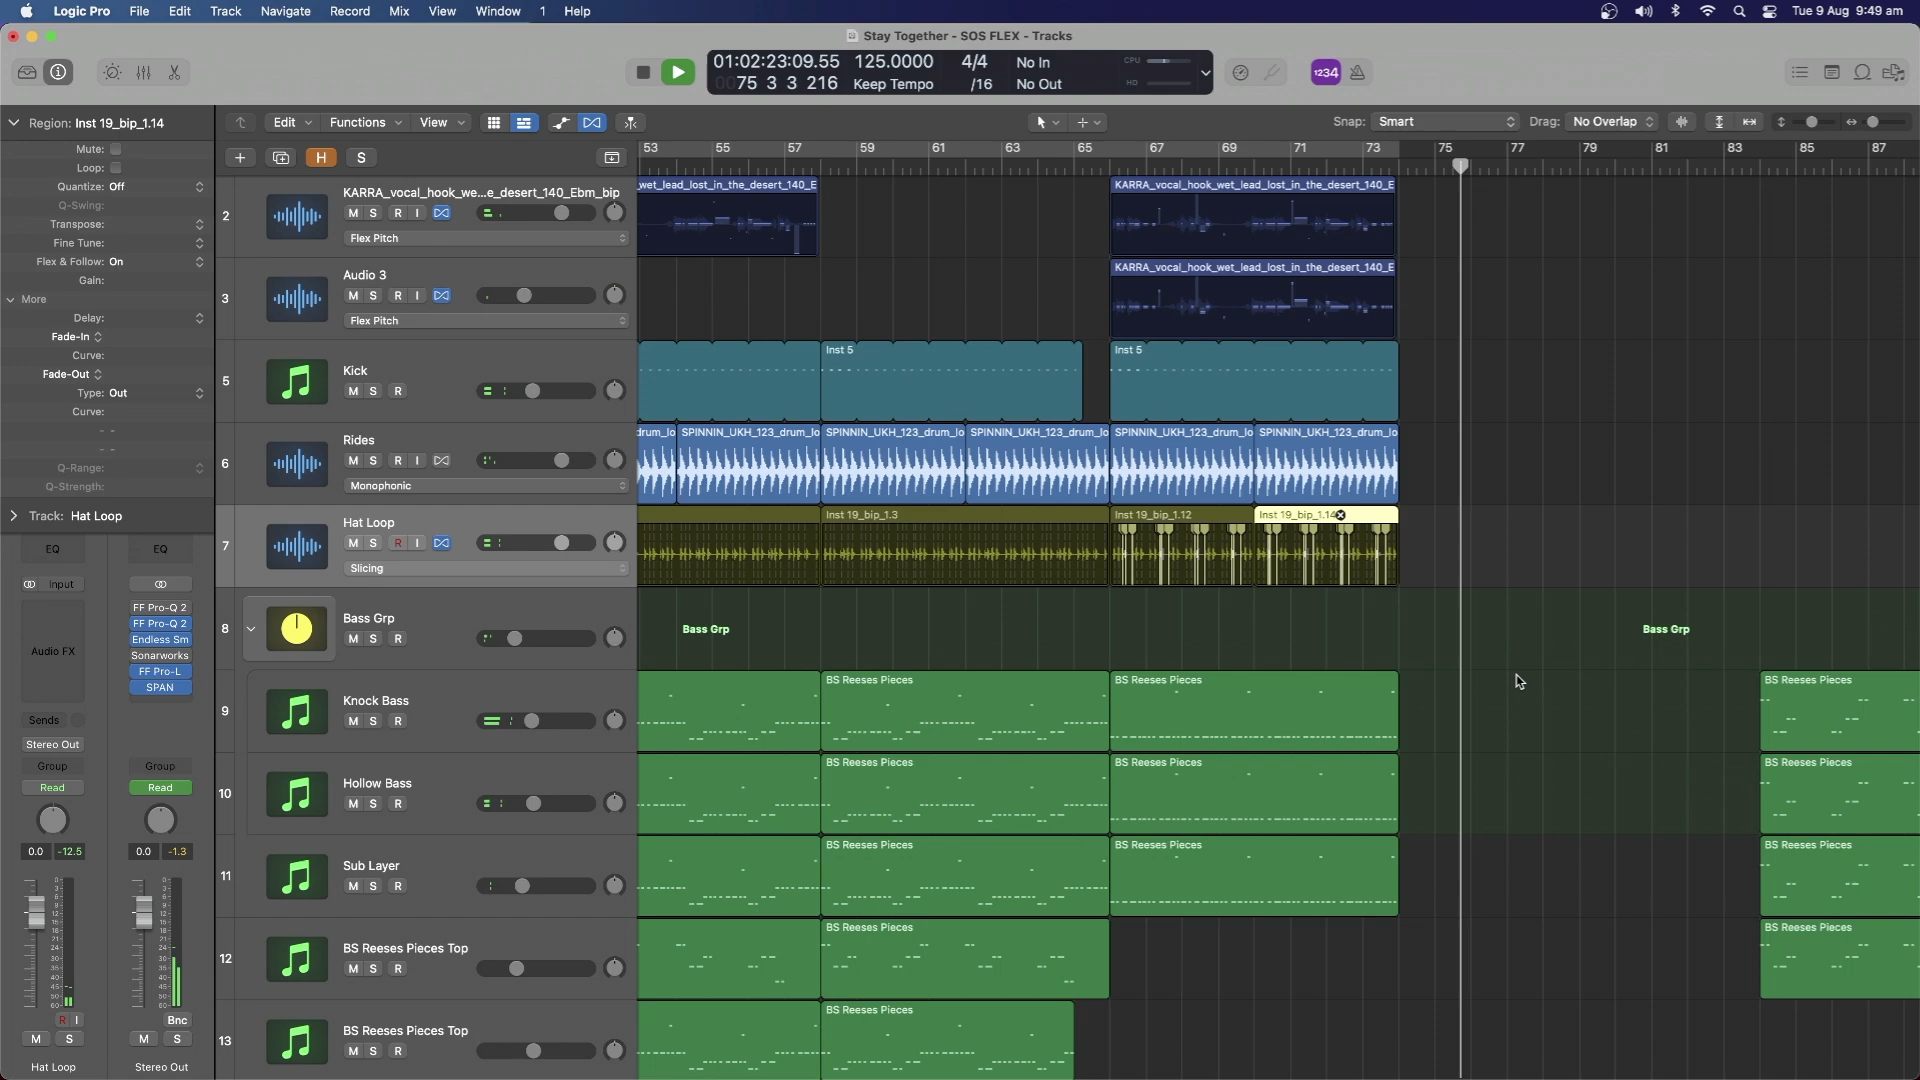 Logic Pro File Edit Track Navigate Record Mix View Window 1 Help Tue 9 Aug 9:49 am
Stay Together - SOS FLEX - Tracks
01:02:23:09.55 125.0000 4/4 No In CPU
0075 3 3 216 Keep Tempo /16 No Out HD
1234
Region: Inst 19_bip_1.14
Edit Functions View Snap: Smart Drag: No Overlap
Mute:
Loop:
Quantize: Off
Q-Swing:
Transpose:
Fine Tune:
Flex & Follow: On
Gain:
More
Delay:
Fade-In
Curve:
Fade-Out
Type: Out
Curve:
- -
- -
Q-Range:
Q-Strength:
Track: Hat Loop
EQ EQ
Input
FF Pro-Q 2
FF Pro-Q 2
Endless Sm
Audio FX
Sonarworks
FF Pro-L
SPAN
Sends
Stereo Out
Group Group
Read Read
0.0 -12.5 0.0 -1.3
R I Bnc
M S M S
Hat Loop Stereo Out
H S
53 55 57 59 61 63 65 67 69 71 73 75 77 79 81 83 85 87
2 KARRA_vocal_hook_we...e_desert_140_Ebm_bip
M S R I
Flex Pitch
wet_lead_lost_in_the_desert_140_E KARRA_vocal_hook_wet_lead_lost_in_the_desert_140_E
3 Audio 3
M S R I
Flex Pitch
KARRA_vocal_hook_wet_lead_lost_in_the_desert_140_E
5 Kick
M S R
Inst 5 Inst 5
6 Rides
M S R I
Monophonic
drum_lo SPINNIN_UKH_123_drum_lo SPINNIN_UKH_123_drum_lo SPINNIN_UKH_123_drum_lo SPINNIN_UKH_123_drum_lo SPINNIN_UKH_123_drum_lo
7 Hat Loop
M S R I
Slicing
Inst 19_bip_1.3 Inst 19_bip_1.12 Inst 19_bip_1.14
8 Bass Grp
M S R
Bass Grp Bass Grp
9 Knock Bass
M S R
BS Reeses Pieces BS Reeses Pieces BS Reeses Pieces
10 Hollow Bass
M S R
BS Reeses Pieces BS Reeses Pieces BS Reeses Pieces
11 Sub Layer
M S R
BS Reeses Pieces BS Reeses Pieces BS Reeses Pieces
12 BS Reeses Pieces Top
M S R
BS Reeses Pieces BS Reeses Pieces
13 BS Reeses Pieces Top
M S R
BS Reeses Pieces